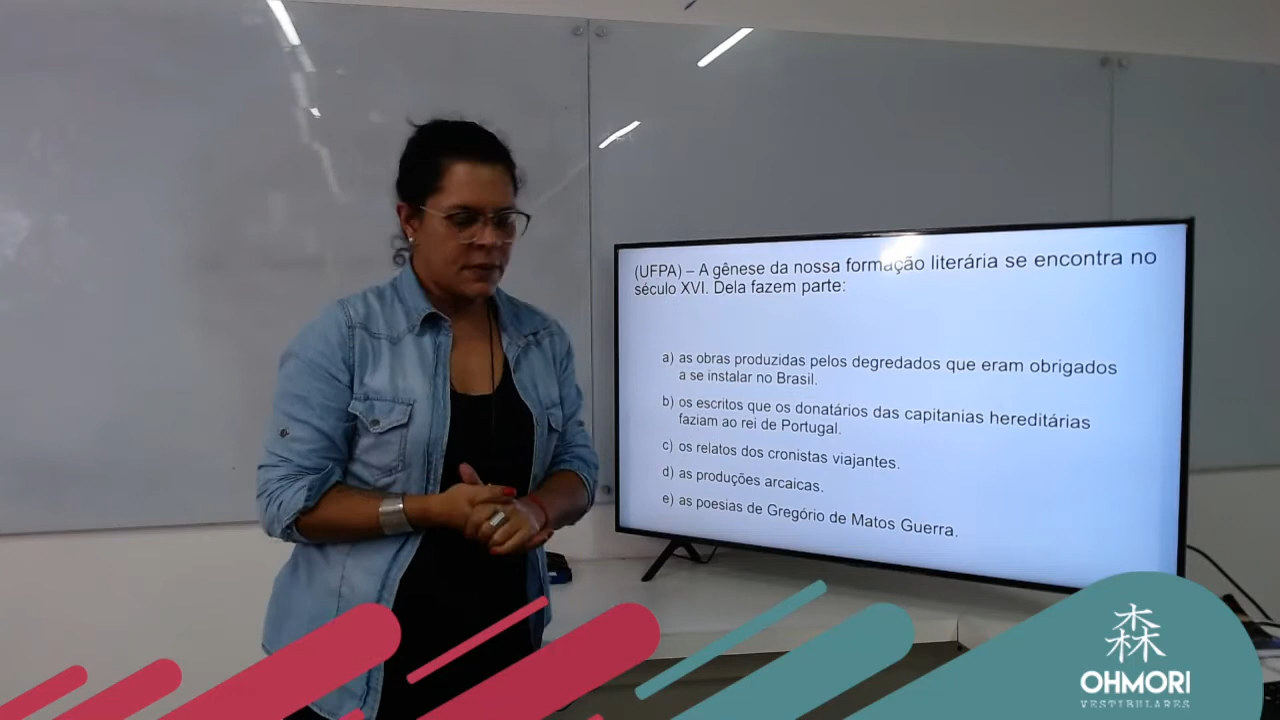 (UFPA) – A gênese da nossa formação literária se encontra no
século XVI. Dela fazem parte:
a) as obras produzidas pelos degredados que eram obrigados
a se instalar no Brasil.
b) os escritos que os donatários das capitanias hereditárias
faziam ao rei de Portugal.
c) os relatos dos cronistas viajantes.
d) as produções arcaicas.
e) as poesias de Gregório de Matos Guerra.
森
OHMORI
VESTIBULARES